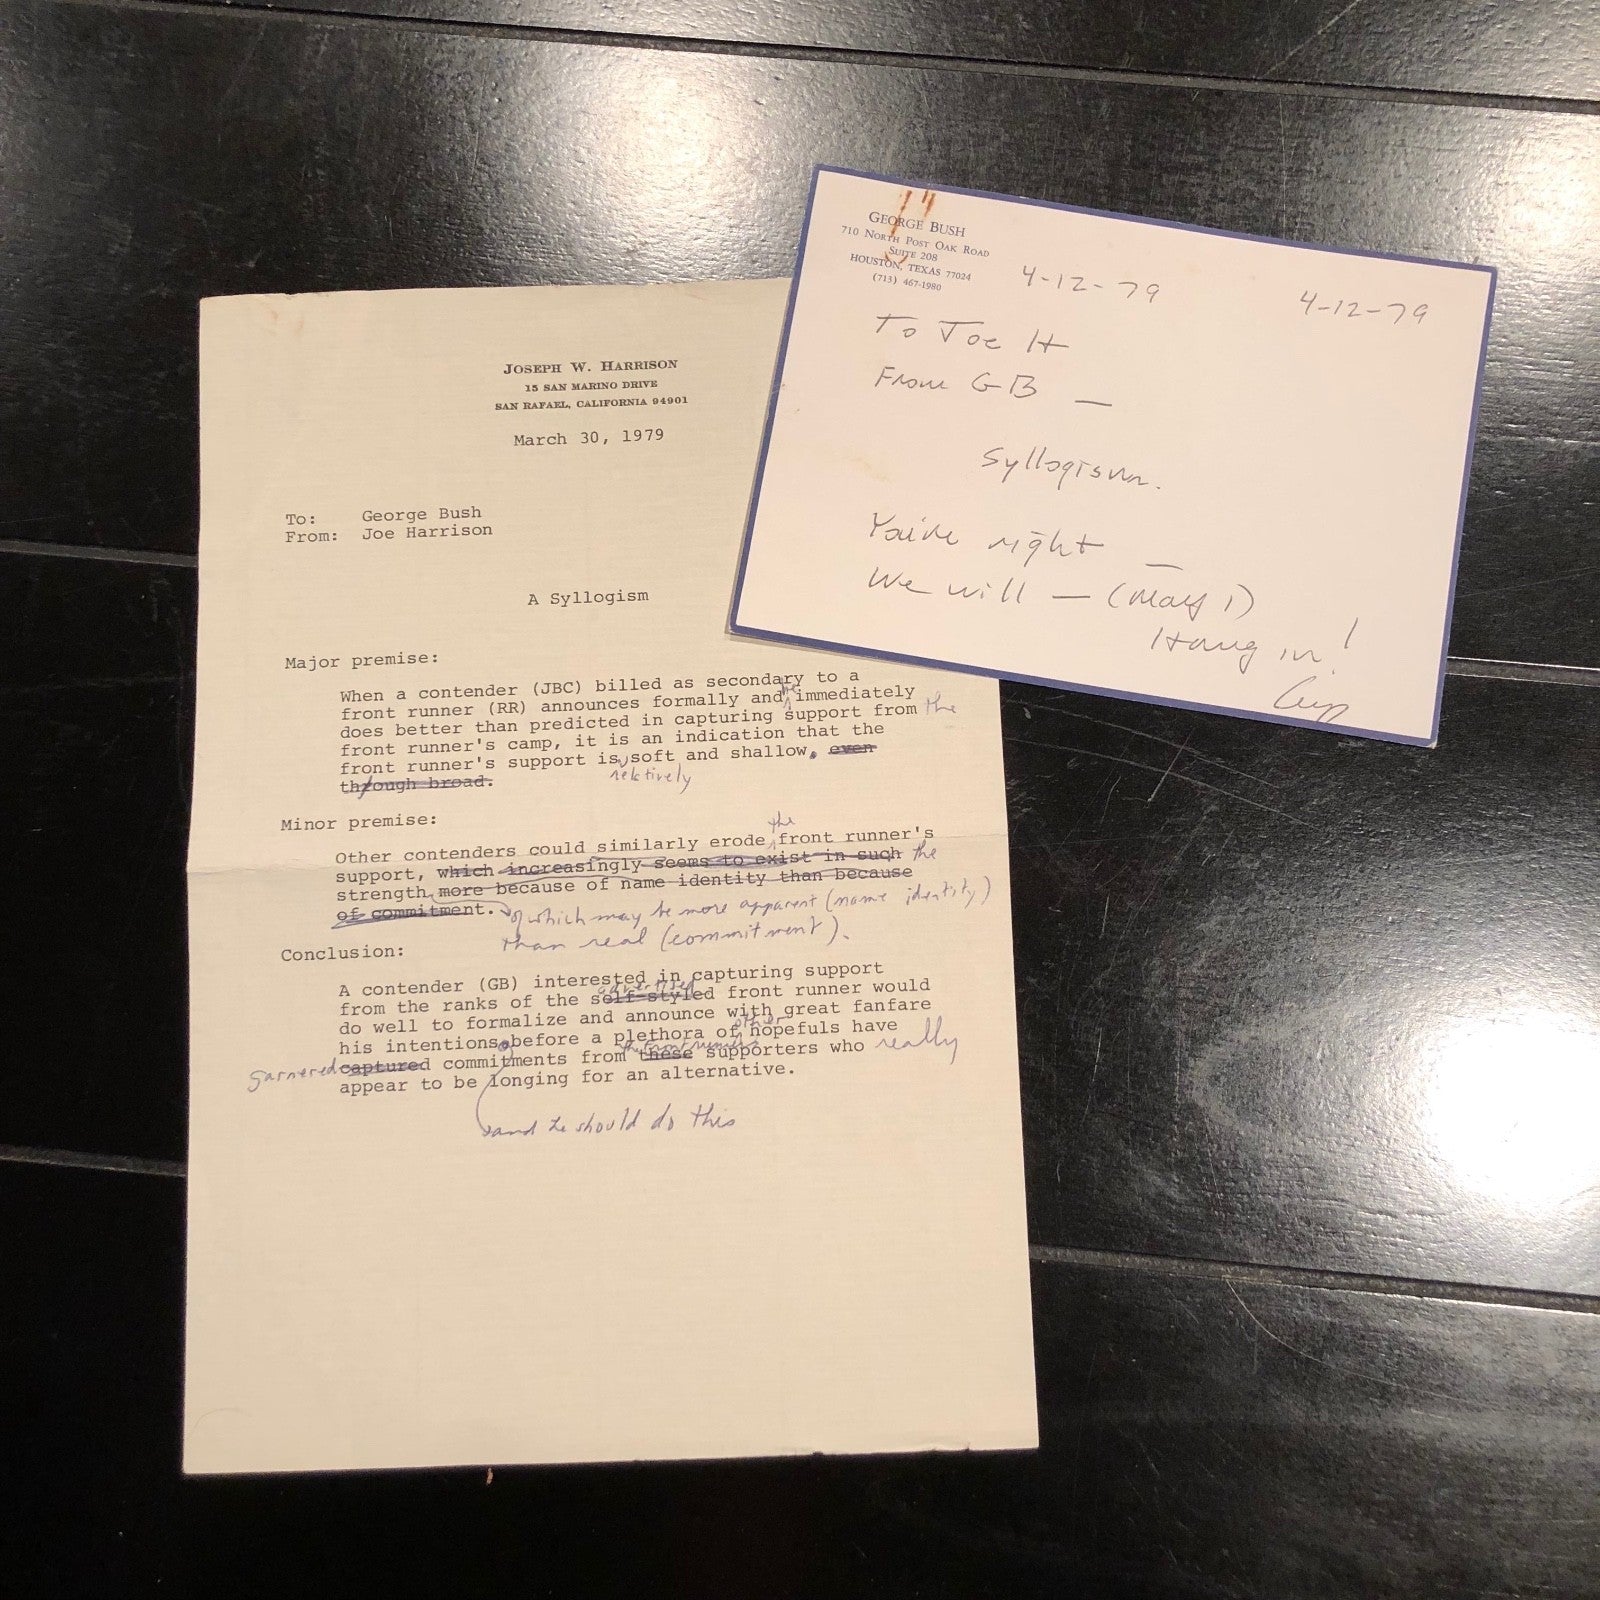 JOSEPH W. HARRISON
15 SAN MARINO DRIVE
SAN RAFAEL, CALIFORNIA 94901
March 30, 1979
To: George Bush
From: Joe Harrison
A Syllogism
Major premise:
When a contender (JBC) billed as secondary to a
he
front runner (RR) announces formally and immediately
does better than predicted in capturing support from the
front runner's camp, it is an indication that the
front runner's support is soft and shallow. even
relatively
through broad.
Minor premise:
the
Other contenders could similarly erode front runner's
support, which increasingly seems to exist in such the
strength more because of name identity than because
of commitment. of which may be more apparent (name identity)
than real (commitment).
Conclusion:
A contender (GB) interested in capturing support
advertised
from the ranks of the self-styled front runner would
do well to formalize and announce with great fanfare
other
his intentions before a plethora of hopefuls have
the front runner's
garnered captured commitments from these supporters who really
appear to be longing for an alternative.
and he should do this
GEORGE BUSH
710 NORTH POST OAK ROAD
SUITE 208
HOUSTON, TEXAS 77024
(713) 467-1980
4-12-79
4-12-79
To Joe H
From GB —
Syllogism.
You're right —
We will — (May 1)
Hang in!